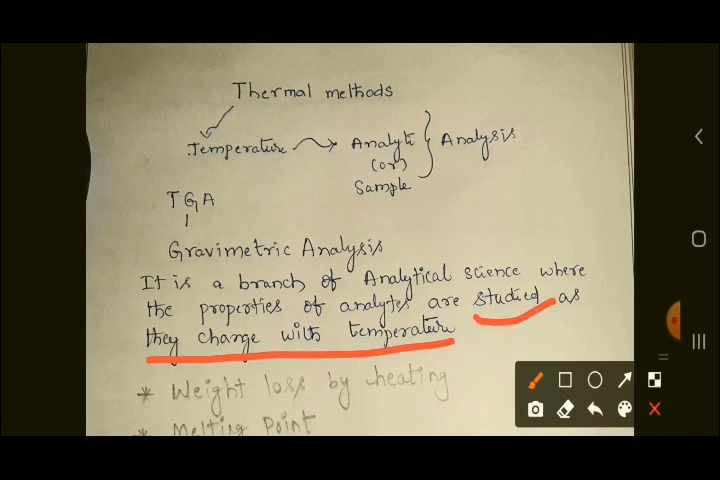 Thermal methods
Temperature Analyte } Analysis
(or)
Sample
TGA
Gravimetric Analysis
It is a branch of Analytical science where
the properties of analytes are studied as
they change with temperature
* Weight loss by heating
* Melting Point